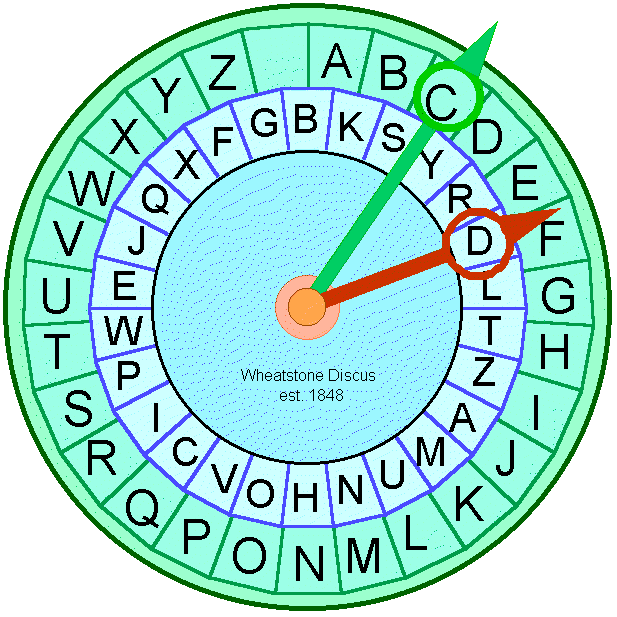 A B C D E F G H I J K L M N O P Q R S T U V W X Y Z
B K S Y R D L T Z A M U N H O V C I P W E J Q X F G
Wheatstone Discus
est. 1848